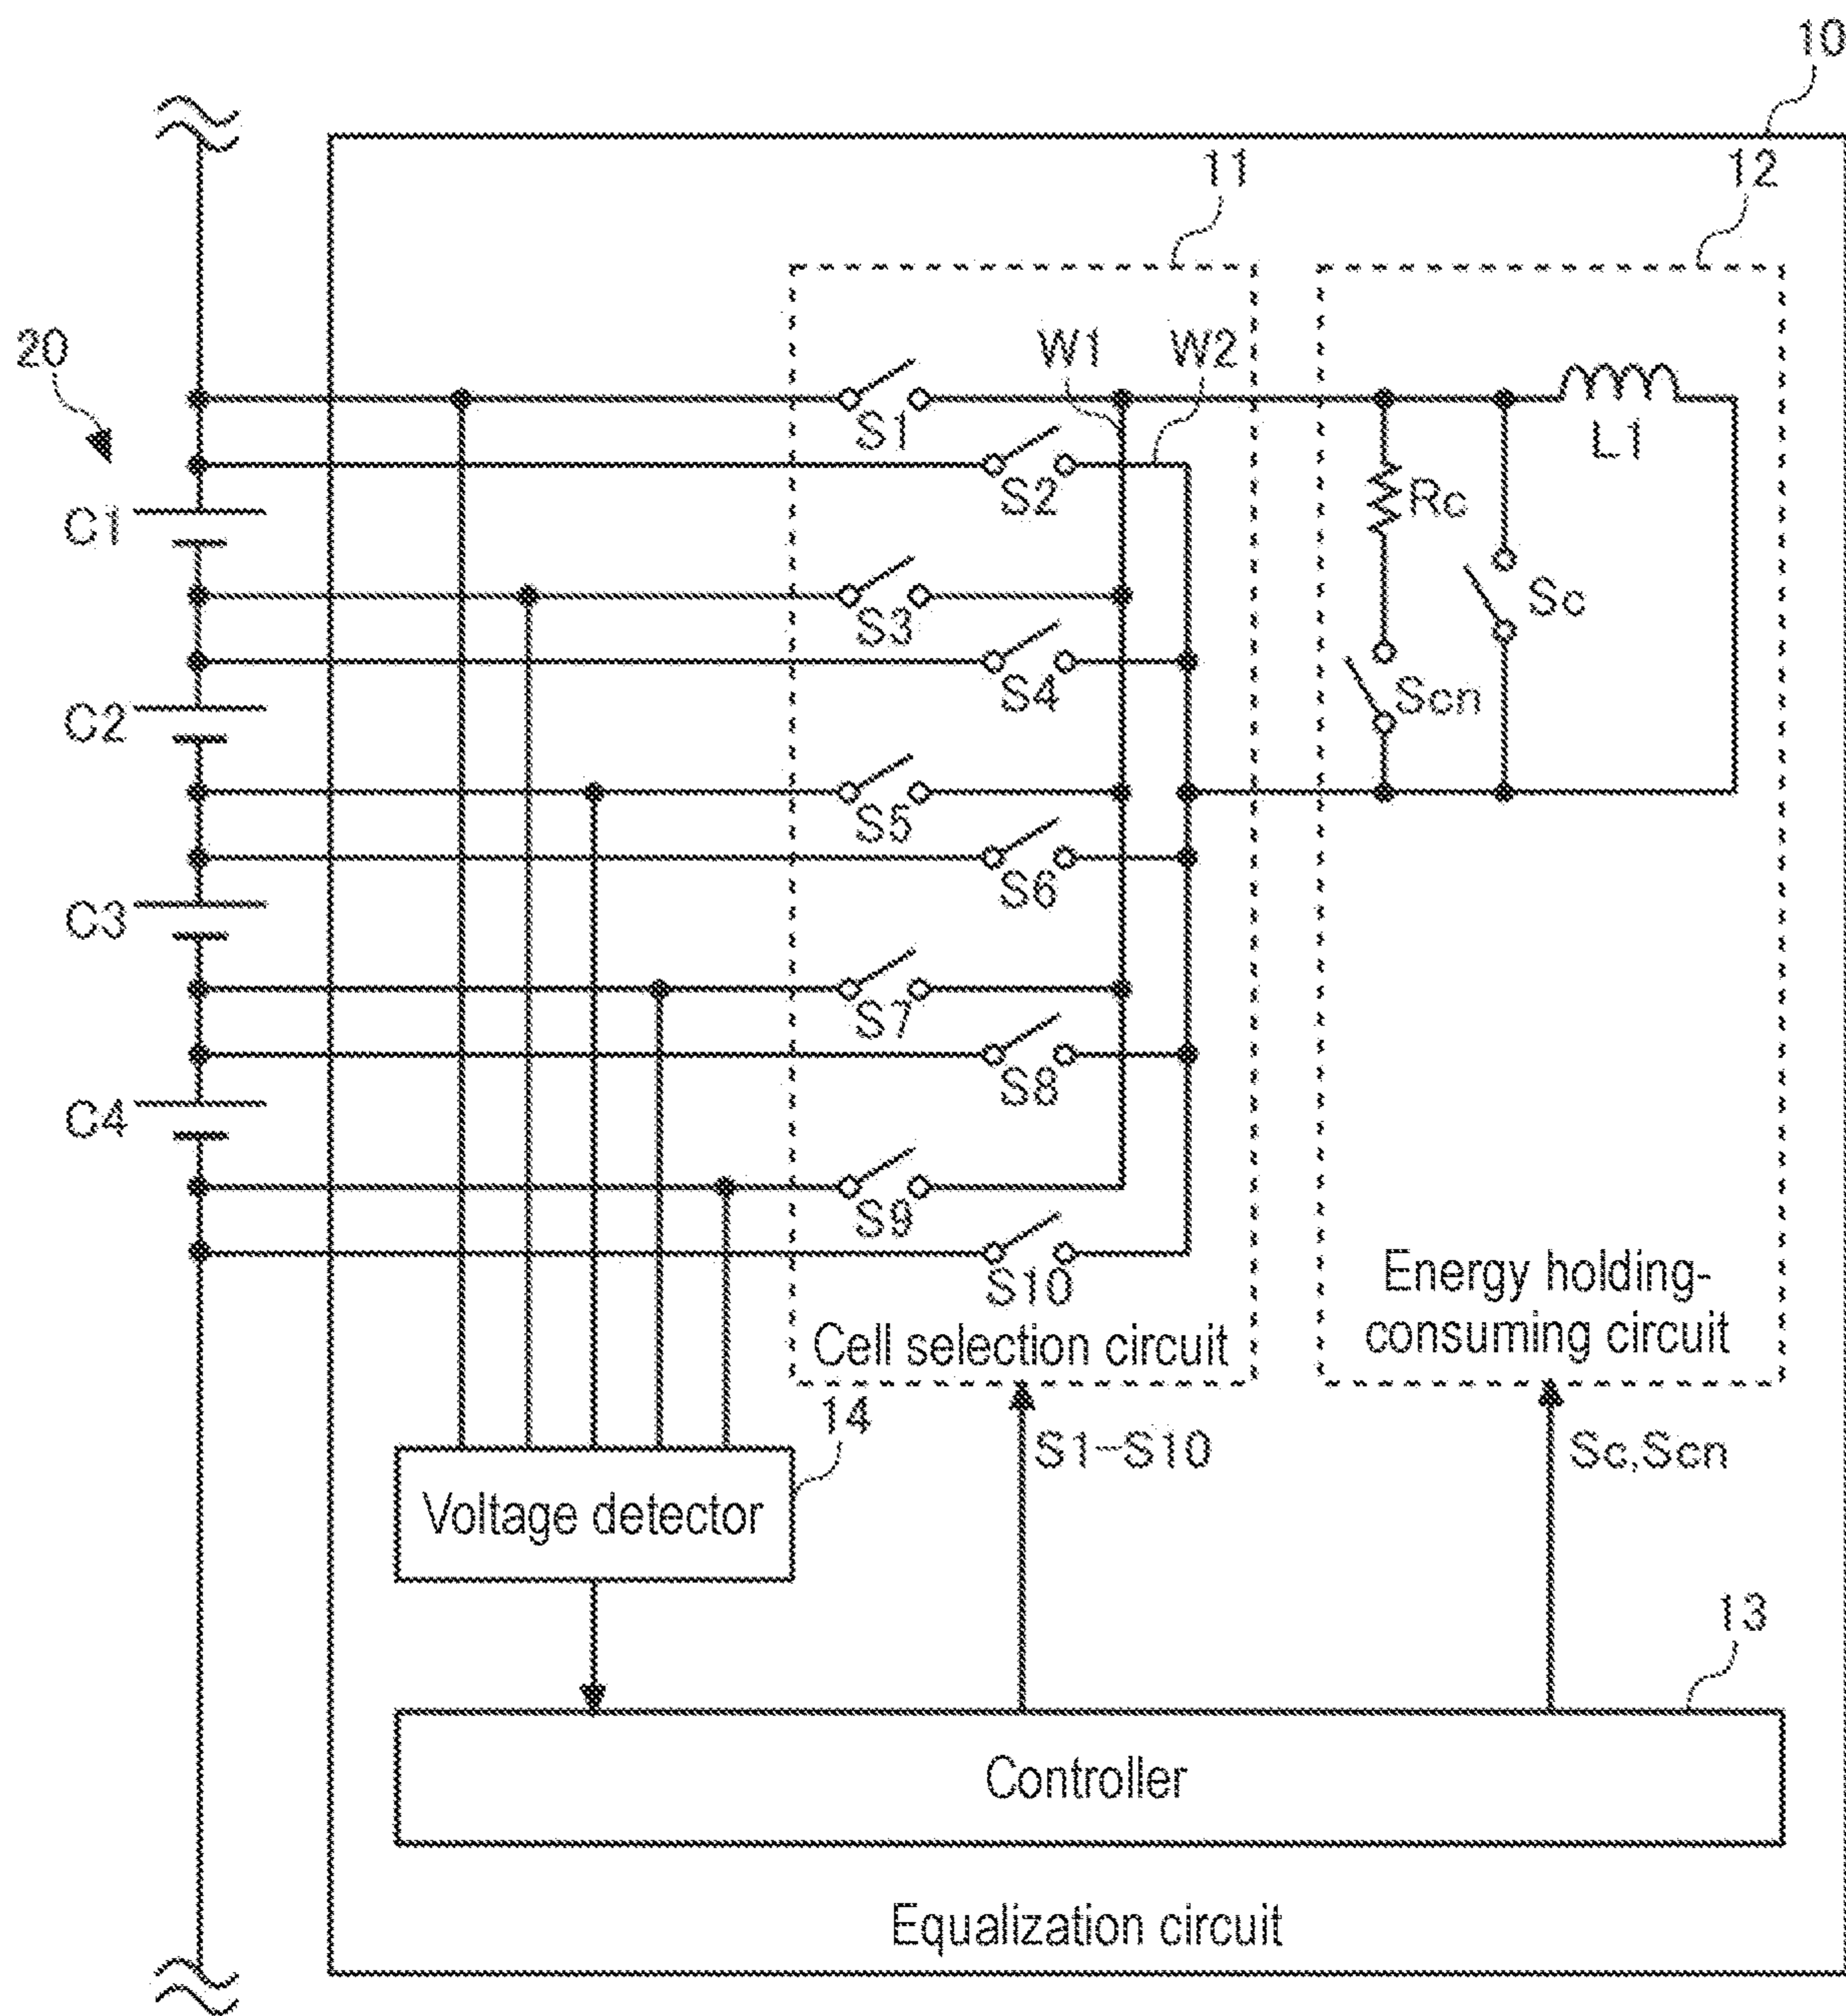 10
11
12
20
W1
W2
S1
L1
S2
Rc
C1
S3
Sc
S4
Scn
C2
S5
S6
C3
S7
S8
C4
S9
S10
Energy holding-
consuming circuit
Cell selection circuit
14
S1-S10
Sc,Scn
Voltage detector
13
Controller
Equalization circuit